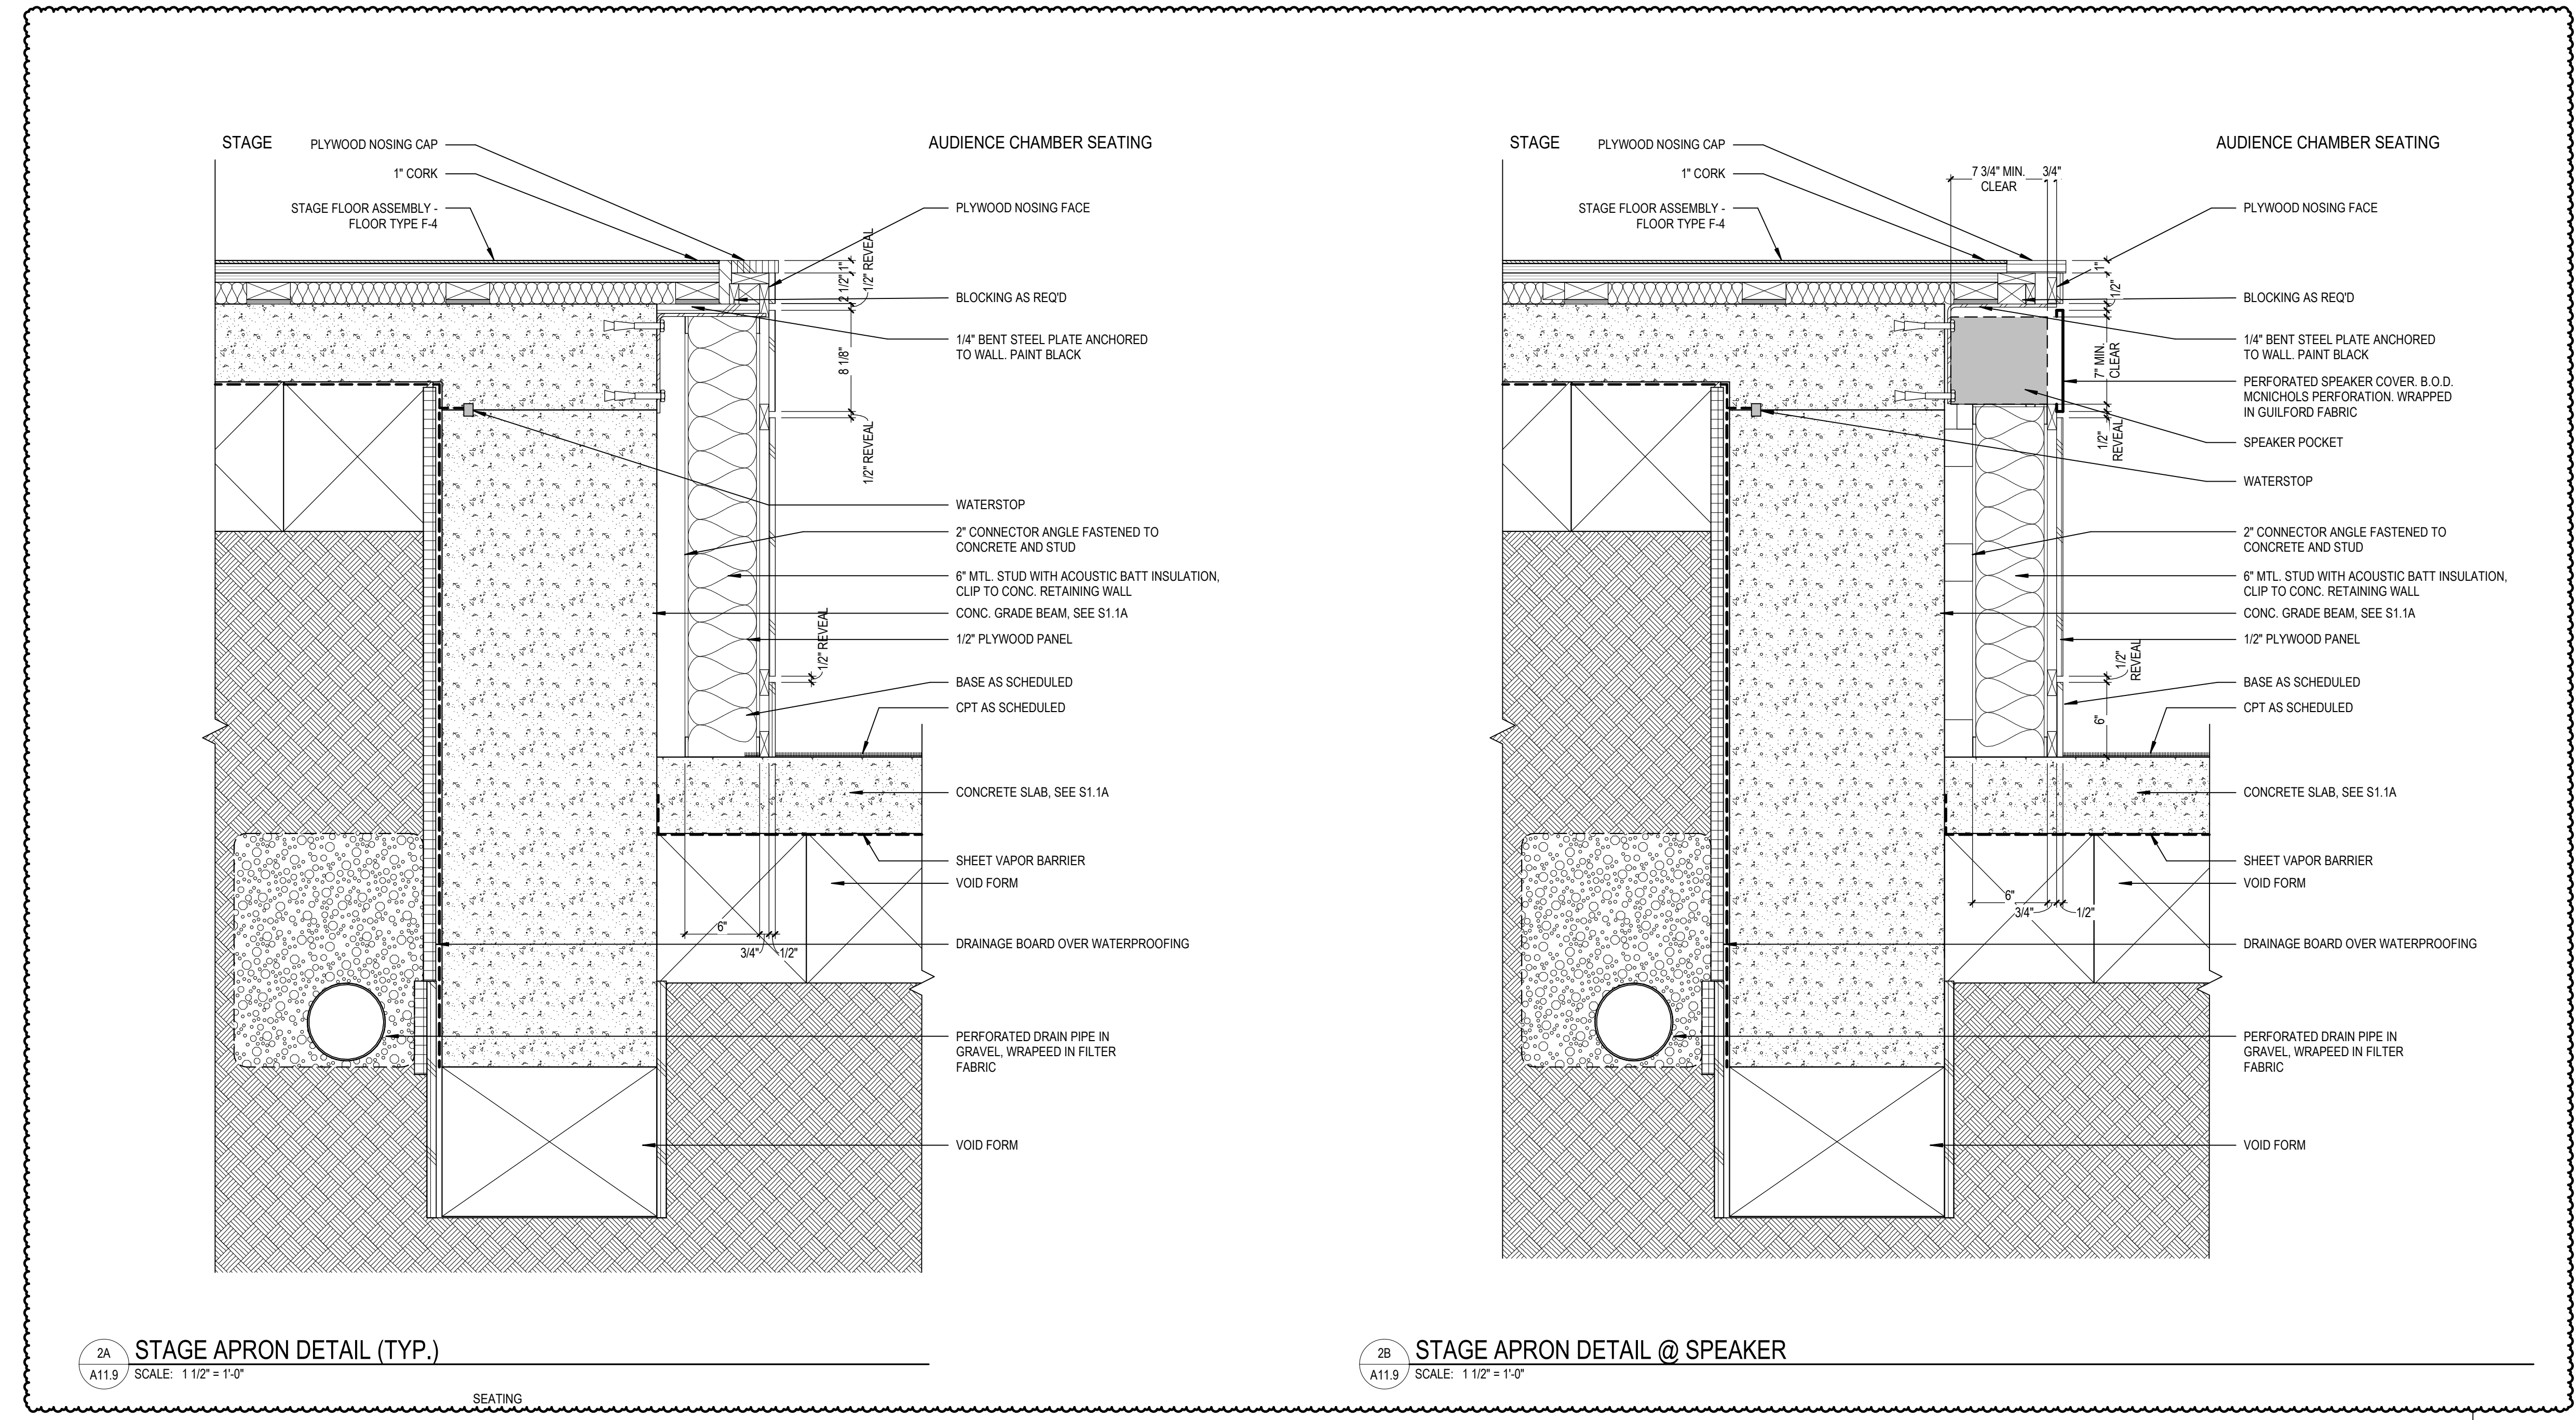 STAGE
PLYWOOD NOSING CAP
AUDIENCE CHAMBER SEATING
1" CORK
STAGE FLOOR ASSEMBLY -
FLOOR TYPE F-4
PLYWOOD NOSING FACE
1"
2 1/2"
1/2" REVEAL
BLOCKING AS REQ'D
1/4" BENT STEEL PLATE ANCHORED
TO WALL. PAINT BLACK
8 1/8"
1/2" REVEAL
WATERSTOP
2" CONNECTOR ANGLE FASTENED TO
CONCRETE AND STUD
6" MTL. STUD WITH ACOUSTIC BATT INSULATION,
CLIP TO CONC. RETAINING WALL
CONC. GRADE BEAM, SEE S1.1A
1/2" PLYWOOD PANEL
1/2" REVEAL
BASE AS SCHEDULED
CPT AS SCHEDULED
CONCRETE SLAB, SEE S1.1A
SHEET VAPOR BARRIER
VOID FORM
6"
3/4"
1/2"
DRAINAGE BOARD OVER WATERPROOFING
PERFORATED DRAIN PIPE IN
GRAVEL, WRAPEED IN FILTER
FABRIC
VOID FORM
2A
A11.9
STAGE APRON DETAIL (TYP.)
SCALE: 1 1/2" = 1'-0"
SEATING
STAGE
PLYWOOD NOSING CAP
AUDIENCE CHAMBER SEATING
1" CORK
7 3/4" MIN.
CLEAR
3/4"
STAGE FLOOR ASSEMBLY -
FLOOR TYPE F-4
PLYWOOD NOSING FACE
1"
1/2"
BLOCKING AS REQ'D
1/4" BENT STEEL PLATE ANCHORED
TO WALL. PAINT BLACK
7" MIN.
CLEAR
PERFORATED SPEAKER COVER. B.O.D.
MCNICHOLS PERFORATION. WRAPPED
IN GUILFORD FABRIC
1/2"
REVEAL
SPEAKER POCKET
WATERSTOP
2" CONNECTOR ANGLE FASTENED TO
CONCRETE AND STUD
6" MTL. STUD WITH ACOUSTIC BATT INSULATION,
CLIP TO CONC. RETAINING WALL
CONC. GRADE BEAM, SEE S1.1A
1/2" PLYWOOD PANEL
1/2"
REVEAL
BASE AS SCHEDULED
CPT AS SCHEDULED
6"
CONCRETE SLAB, SEE S1.1A
SHEET VAPOR BARRIER
VOID FORM
6"
3/4"
1/2"
DRAINAGE BOARD OVER WATERPROOFING
PERFORATED DRAIN PIPE IN
GRAVEL, WRAPEED IN FILTER
FABRIC
VOID FORM
2B
A11.9
STAGE APRON DETAIL @ SPEAKER
SCALE: 1 1/2" = 1'-0"